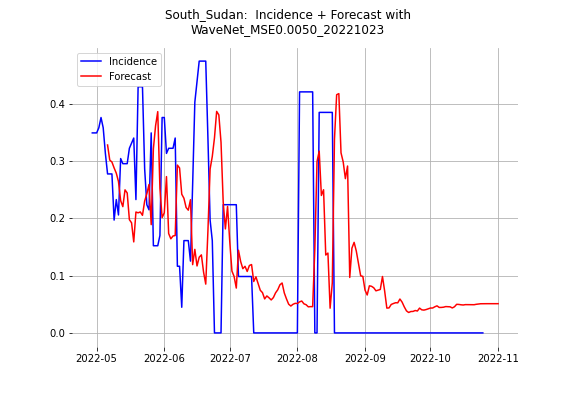 South_Sudan:  Incidence + Forecast with
WaveNet_MSE0.0050_20221023
Incidence
Forecast
0.4
0.3
0.2
0.1
0.0
2022-05 2022-06 2022-07 2022-08 2022-09 2022-10 2022-11